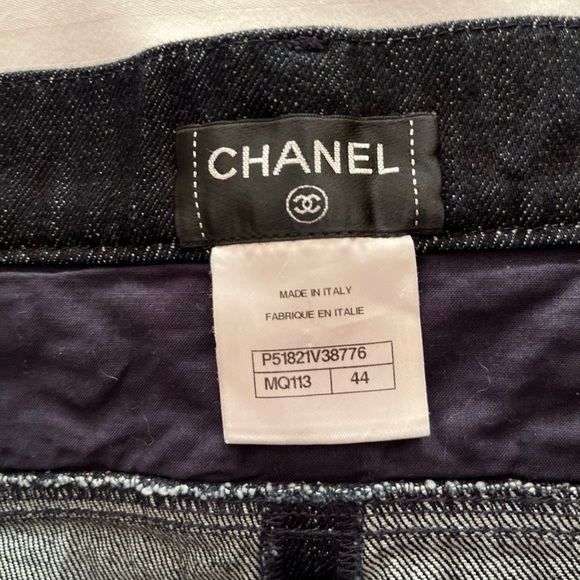 CHANEL
MADE IN ITALY
FABRIQUE EN ITALIE
P51821V38776
MQ113 44